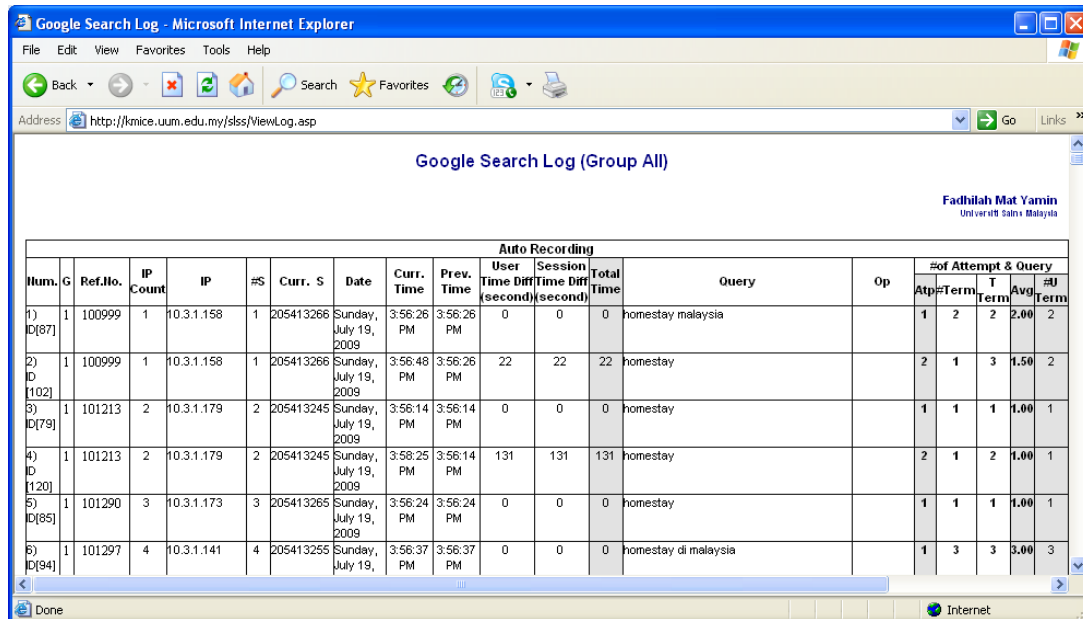 Google Search Log - Microsoft Internet Explorer
File Edit View Favorites Tools Help
Back Search Favorites
Address http://kmice.uum.edu.my/slss/ViewLog.asp Go Links »
Google Search Log (Group All)
Fadhilah Mat Yamin
Universiti Sains Malaysia
Auto Recording
Num. G Ref.No. IP Count IP #S Curr. S Date Curr. Time Prev. Time User Time Diff (second) Session Time Diff (second) Total Time Query Op #of Attempt & Query
Atp #Term T Term Avg #U Term
1) ID[87] 1 100999 1 10.3.1.158 1 205413266 Sunday, July 19, 2009 3:56:26 PM 3:56:26 PM 0 0 0 homestay malaysia 1 2 2 2.00 2
2) ID [102] 1 100999 1 10.3.1.158 1 205413266 Sunday, July 19, 2009 3:56:48 PM 3:56:26 PM 22 22 22 homestay 2 1 3 1.50 2
3) ID[79] 1 101213 2 10.3.1.179 2 205413245 Sunday, July 19, 2009 3:56:14 PM 3:56:14 PM 0 0 0 homestay 1 1 1 1.00 1
4) ID [120] 1 101213 2 10.3.1.179 2 205413245 Sunday, July 19, 2009 3:58:25 PM 3:56:14 PM 131 131 131 homestay 2 1 2 1.00 1
5) ID[85] 1 101290 3 10.3.1.173 3 205413265 Sunday, July 19, 2009 3:56:24 PM 3:56:24 PM 0 0 0 homestay 1 1 1 1.00 1
6) ID[94] 1 101297 4 10.3.1.141 4 205413255 Sunday, July 19, 3:56:37 PM 3:56:37 PM 0 0 0 homestay di malaysia 1 3 3 3.00 3
Done Internet